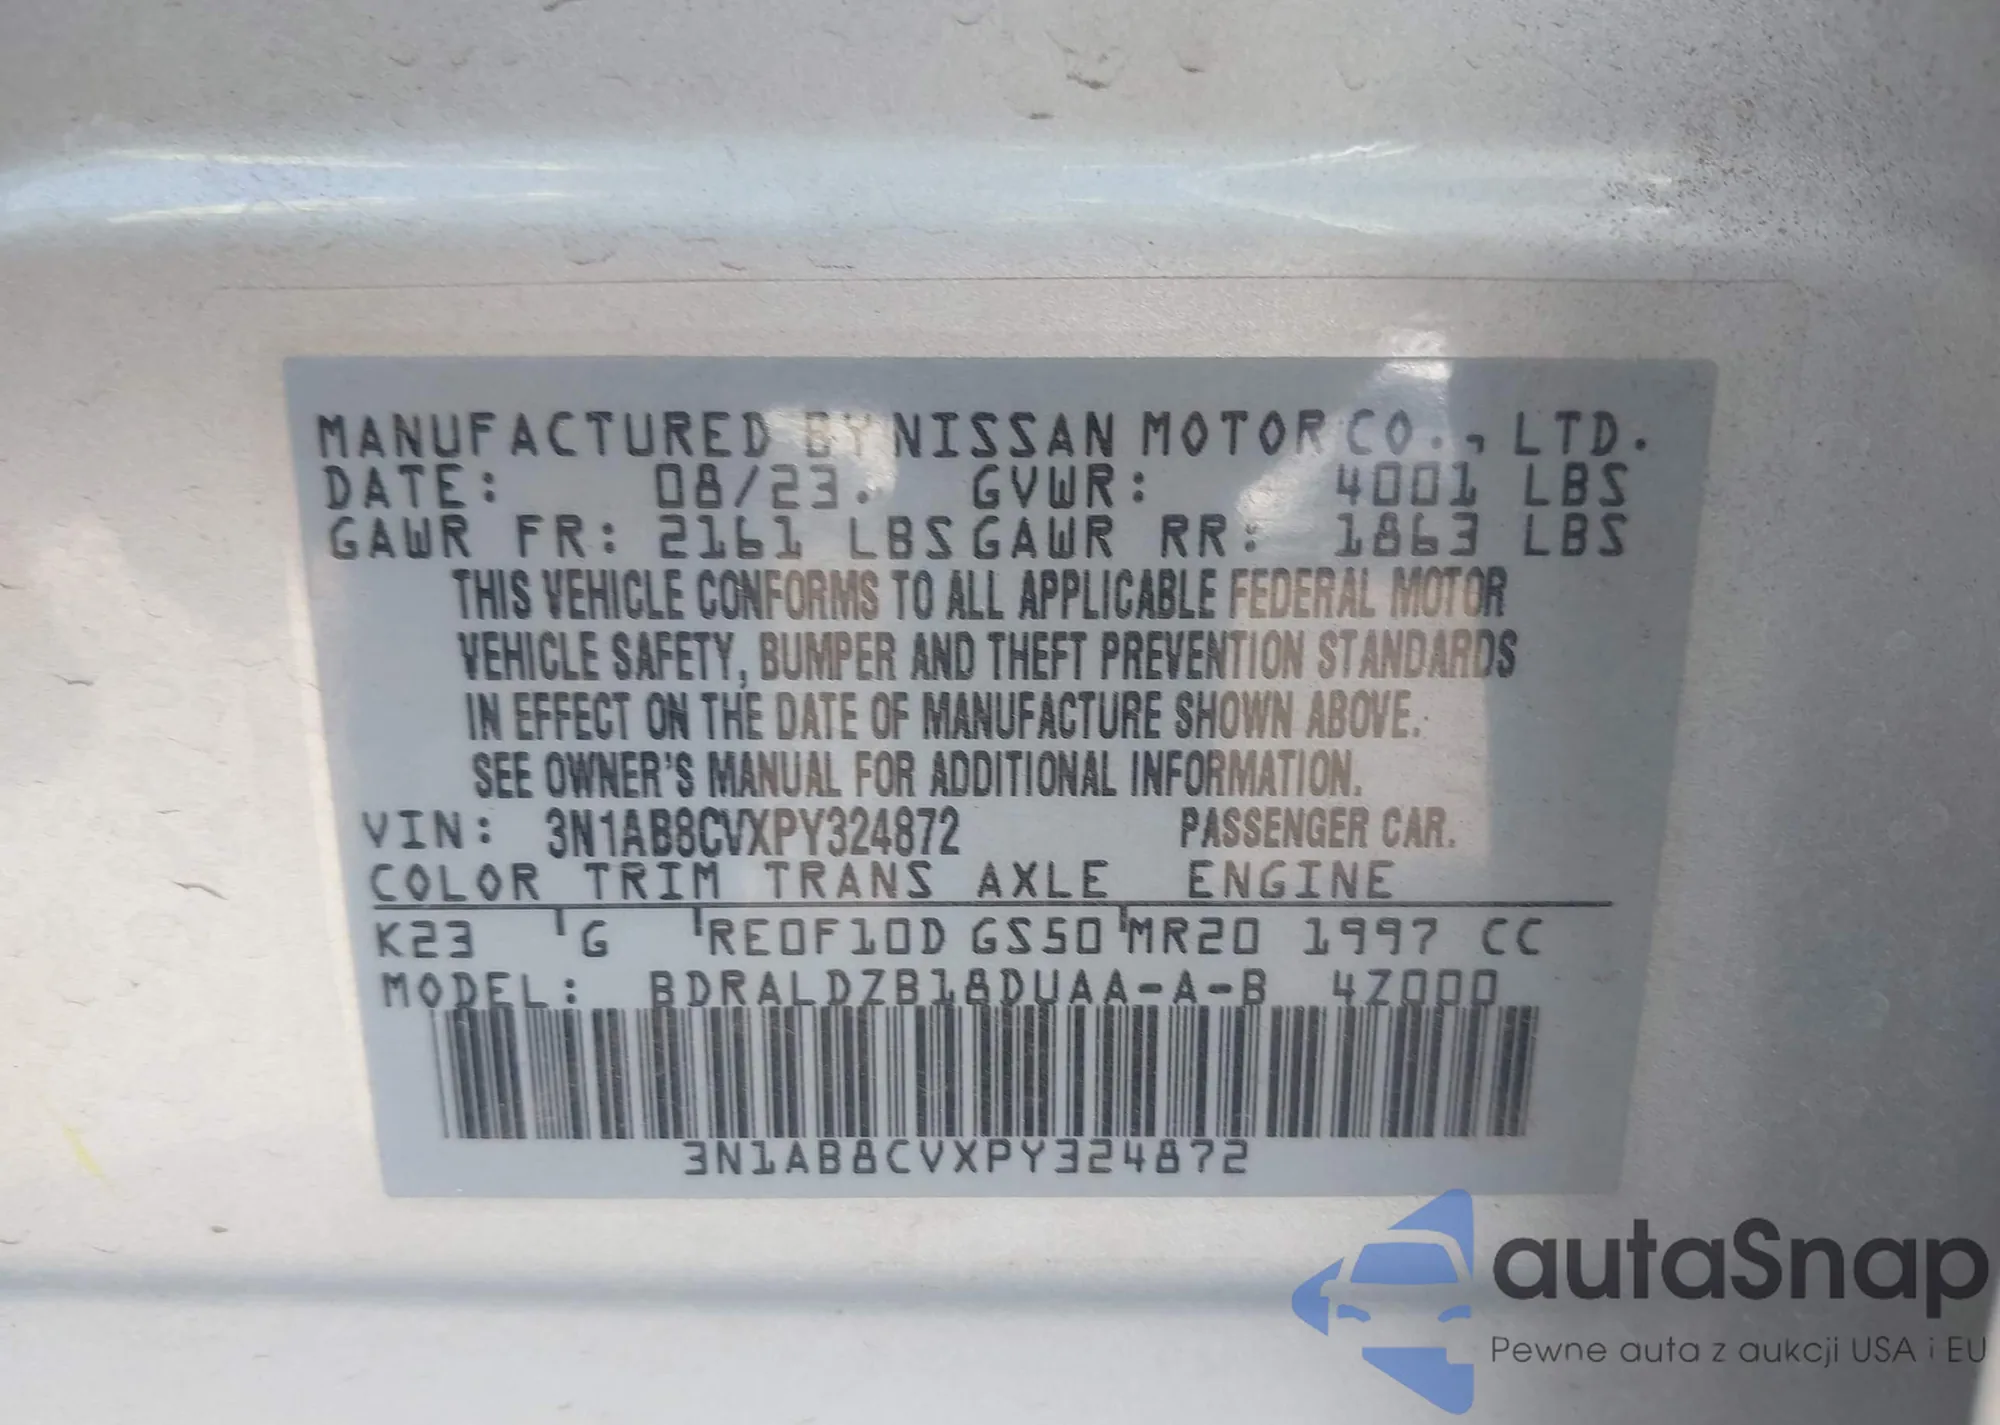 MANUFACTURED BY NISSAN MOTOR CO., LTD.
DATE: 08/23. GVWR: 4001 LBS
GAWR FR: 2161 LBS GAWR RR: 1863 LBS
THIS VEHICLE CONFORMS TO ALL APPLICABLE FEDERAL MOTOR
VEHICLE SAFETY, BUMPER AND THEFT PREVENTION STANDARDS
IN EFFECT ON THE DATE OF MANUFACTURE SHOWN ABOVE.
SEE OWNER'S MANUAL FOR ADDITIONAL INFORMATION.
VIN: 3N1AB8CVXPY324872 PASSENGER CAR.
COLOR TRIM TRANS AXLE ENGINE
K23 G RE0F10D GS50 MR20 1997 CC
MODEL: BDRALDZB18DUAA-A-B 4Z000
3N1AB8CVXPY324872
autaSnap
Pewne auta z aukcji USA i EU